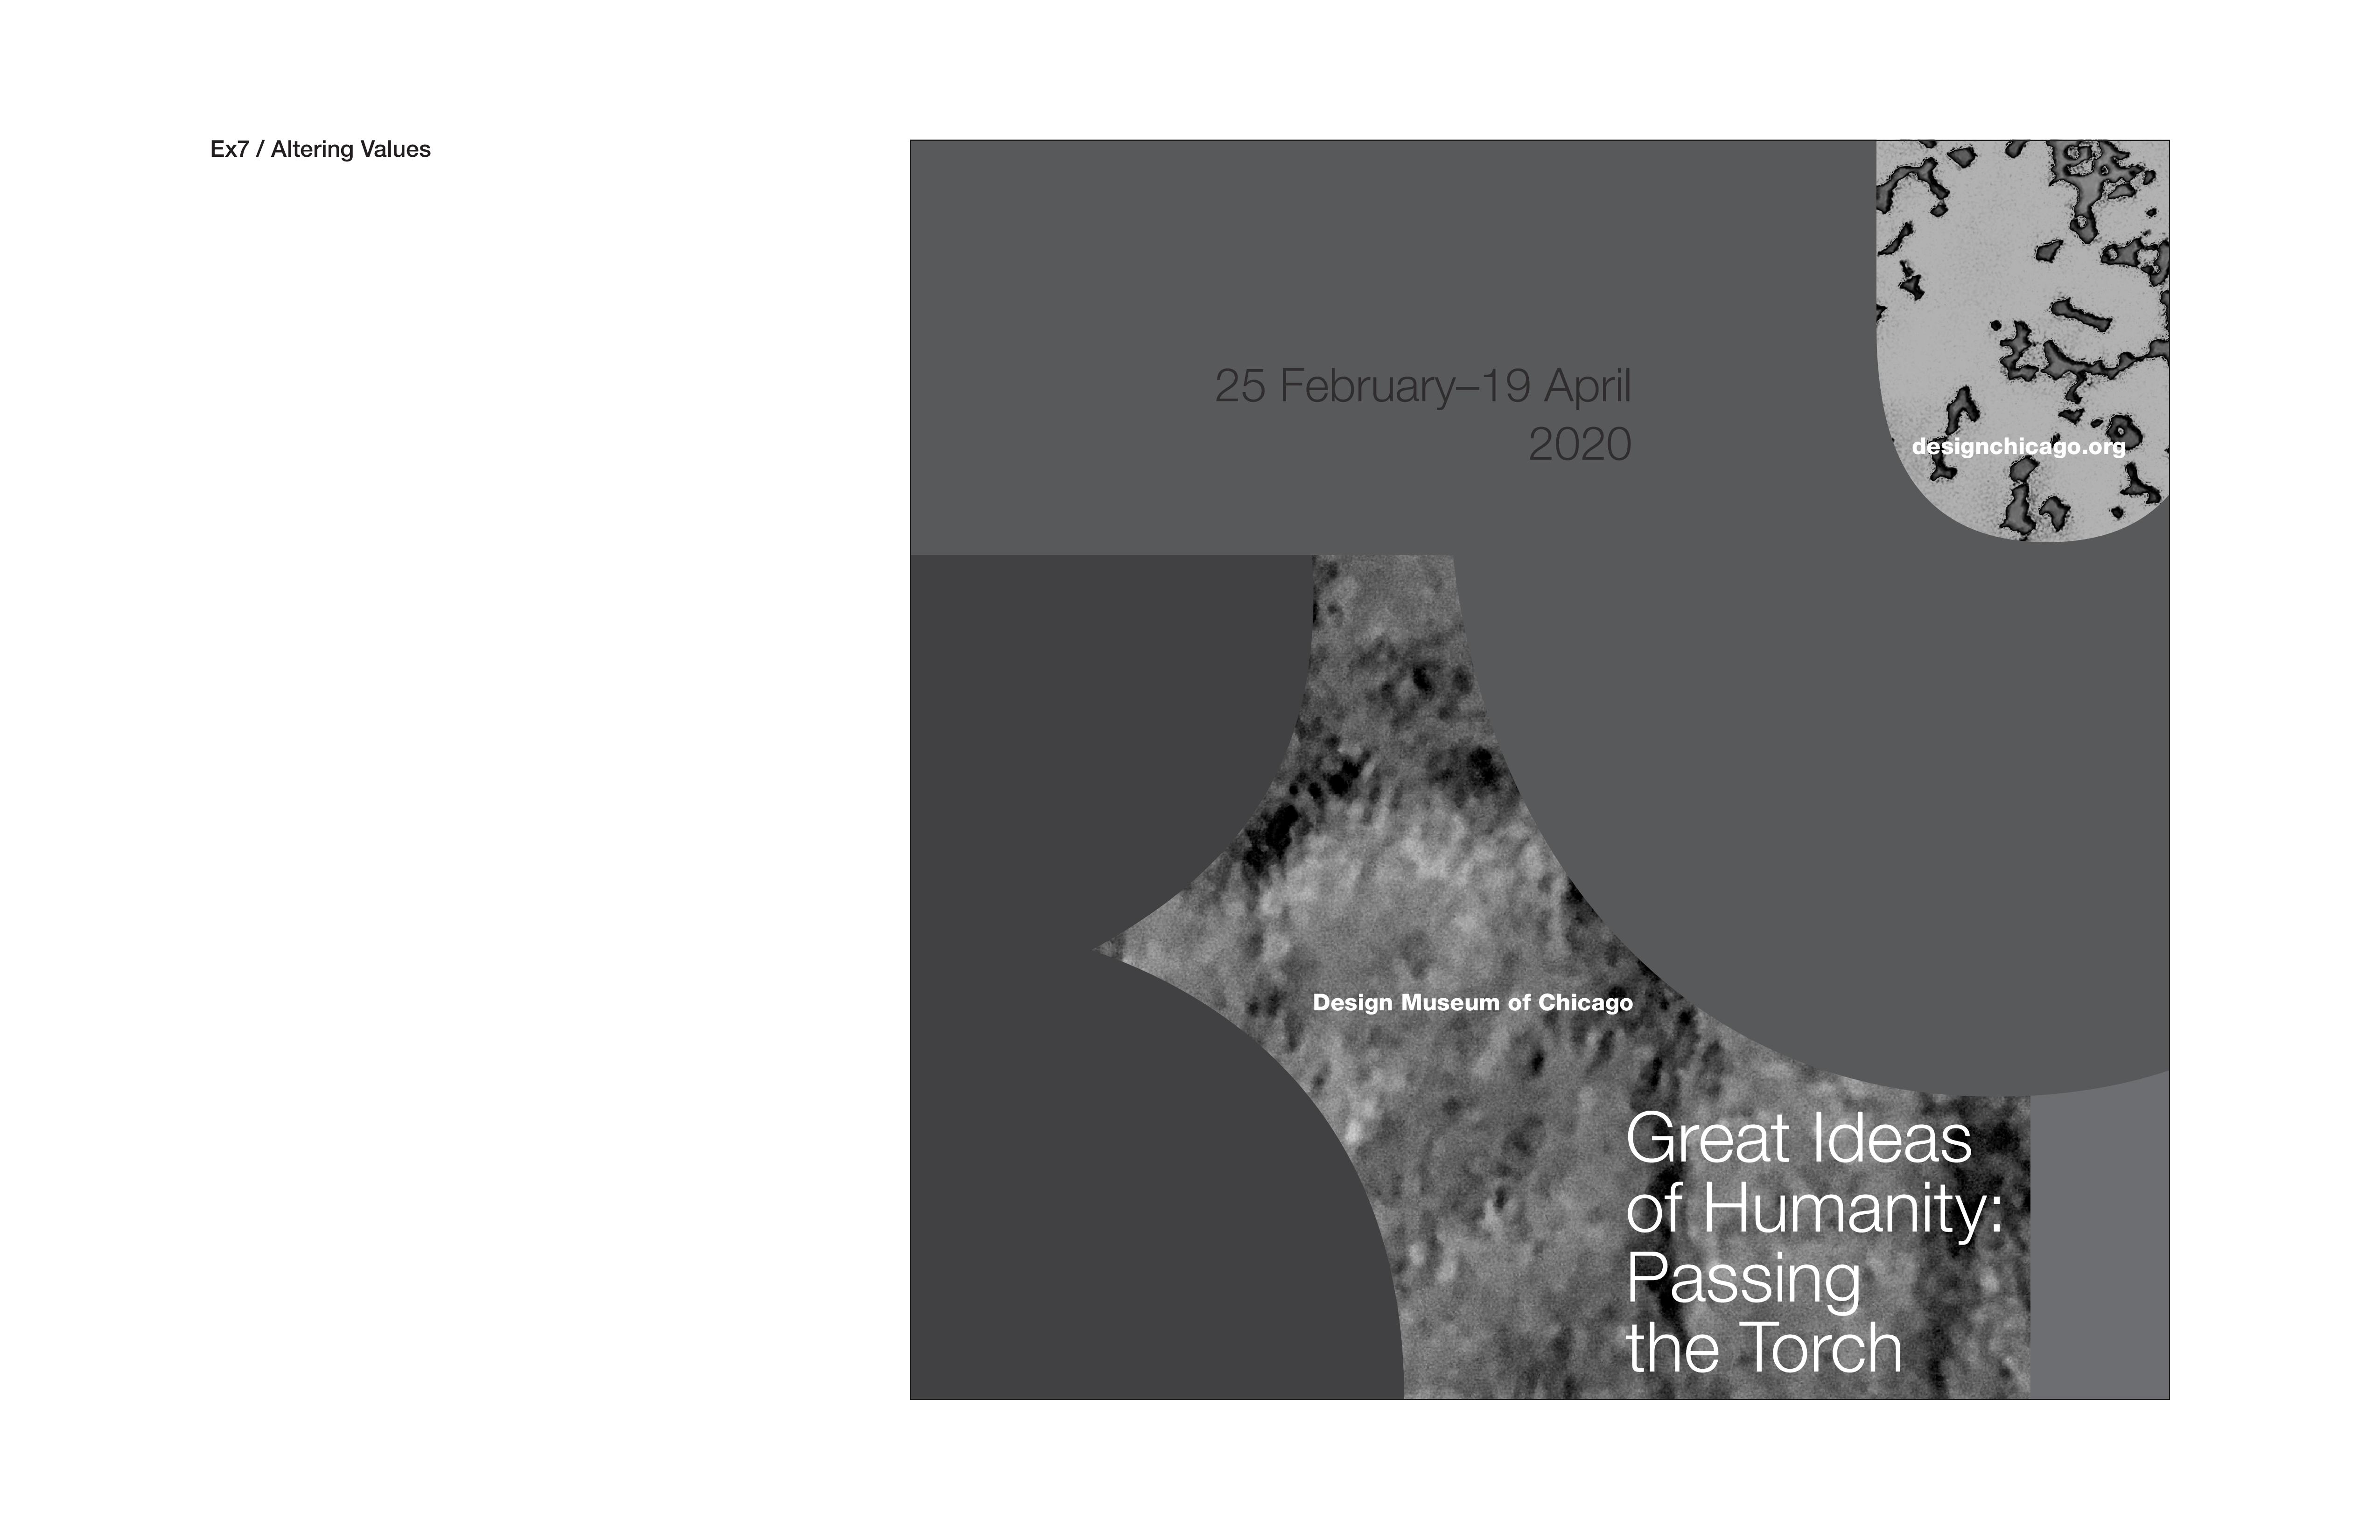 Ex7 / Altering Values
25 February–19 April
2020
designchicago.org
Design Museum of Chicago
Great Ideas
of Humanity:
Passing
the Torch